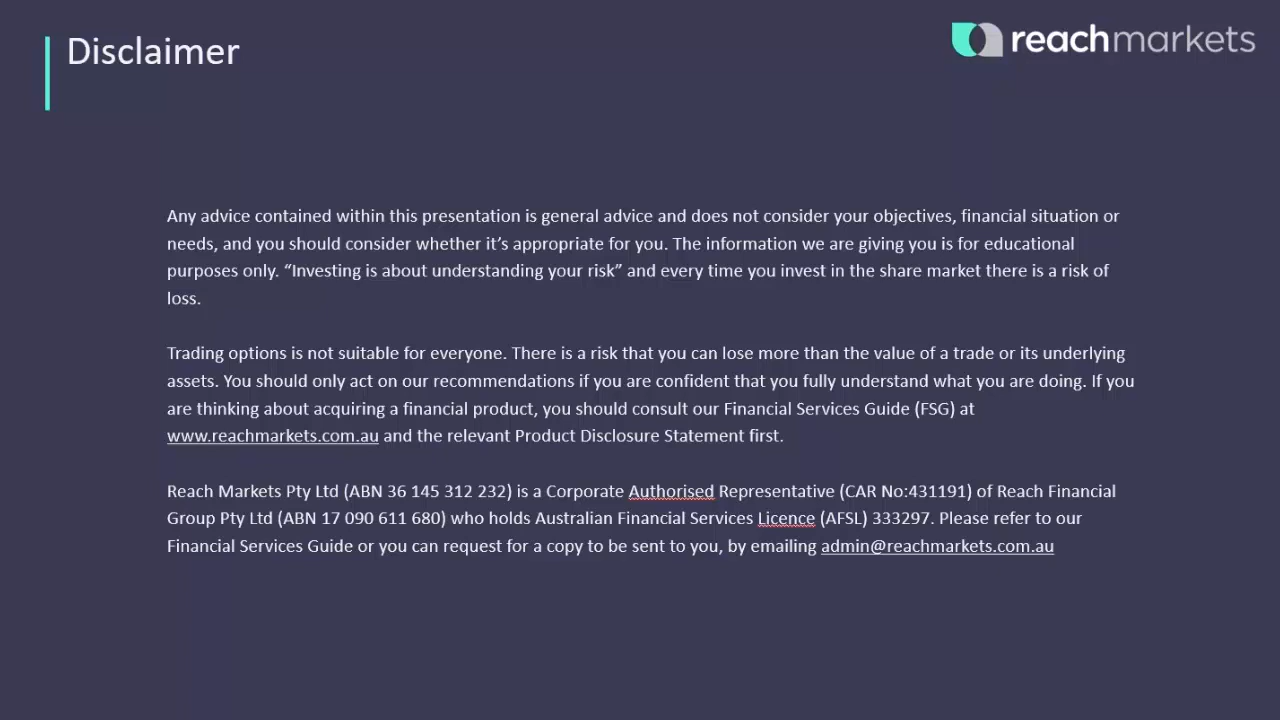 Disclaimer
reachmarkets
Any advice contained within this presentation is general advice and does not consider your objectives, financial situation or
needs, and you should consider whether it’s appropriate for you. The information we are giving you is for educational
purposes only. “Investing is about understanding your risk” and every time you invest in the share market there is a risk of
loss.
Trading options is not suitable for everyone. There is a risk that you can lose more than the value of a trade or its underlying
assets. You should only act on our recommendations if you are confident that you fully understand what you are doing. If you
are thinking about acquiring a financial product, you should consult our Financial Services Guide (FSG) at
www.reachmarkets.com.au and the relevant Product Disclosure Statement first.
Reach Markets Pty Ltd (ABN 36 145 312 232) is a Corporate Authorised Representative (CAR No:431191) of Reach Financial
Group Pty Ltd (ABN 17 090 611 680) who holds Australian Financial Services Licence (AFSL) 333297. Please refer to our
Financial Services Guide or you can request for a copy to be sent to you, by emailing admin@reachmarkets.com.au